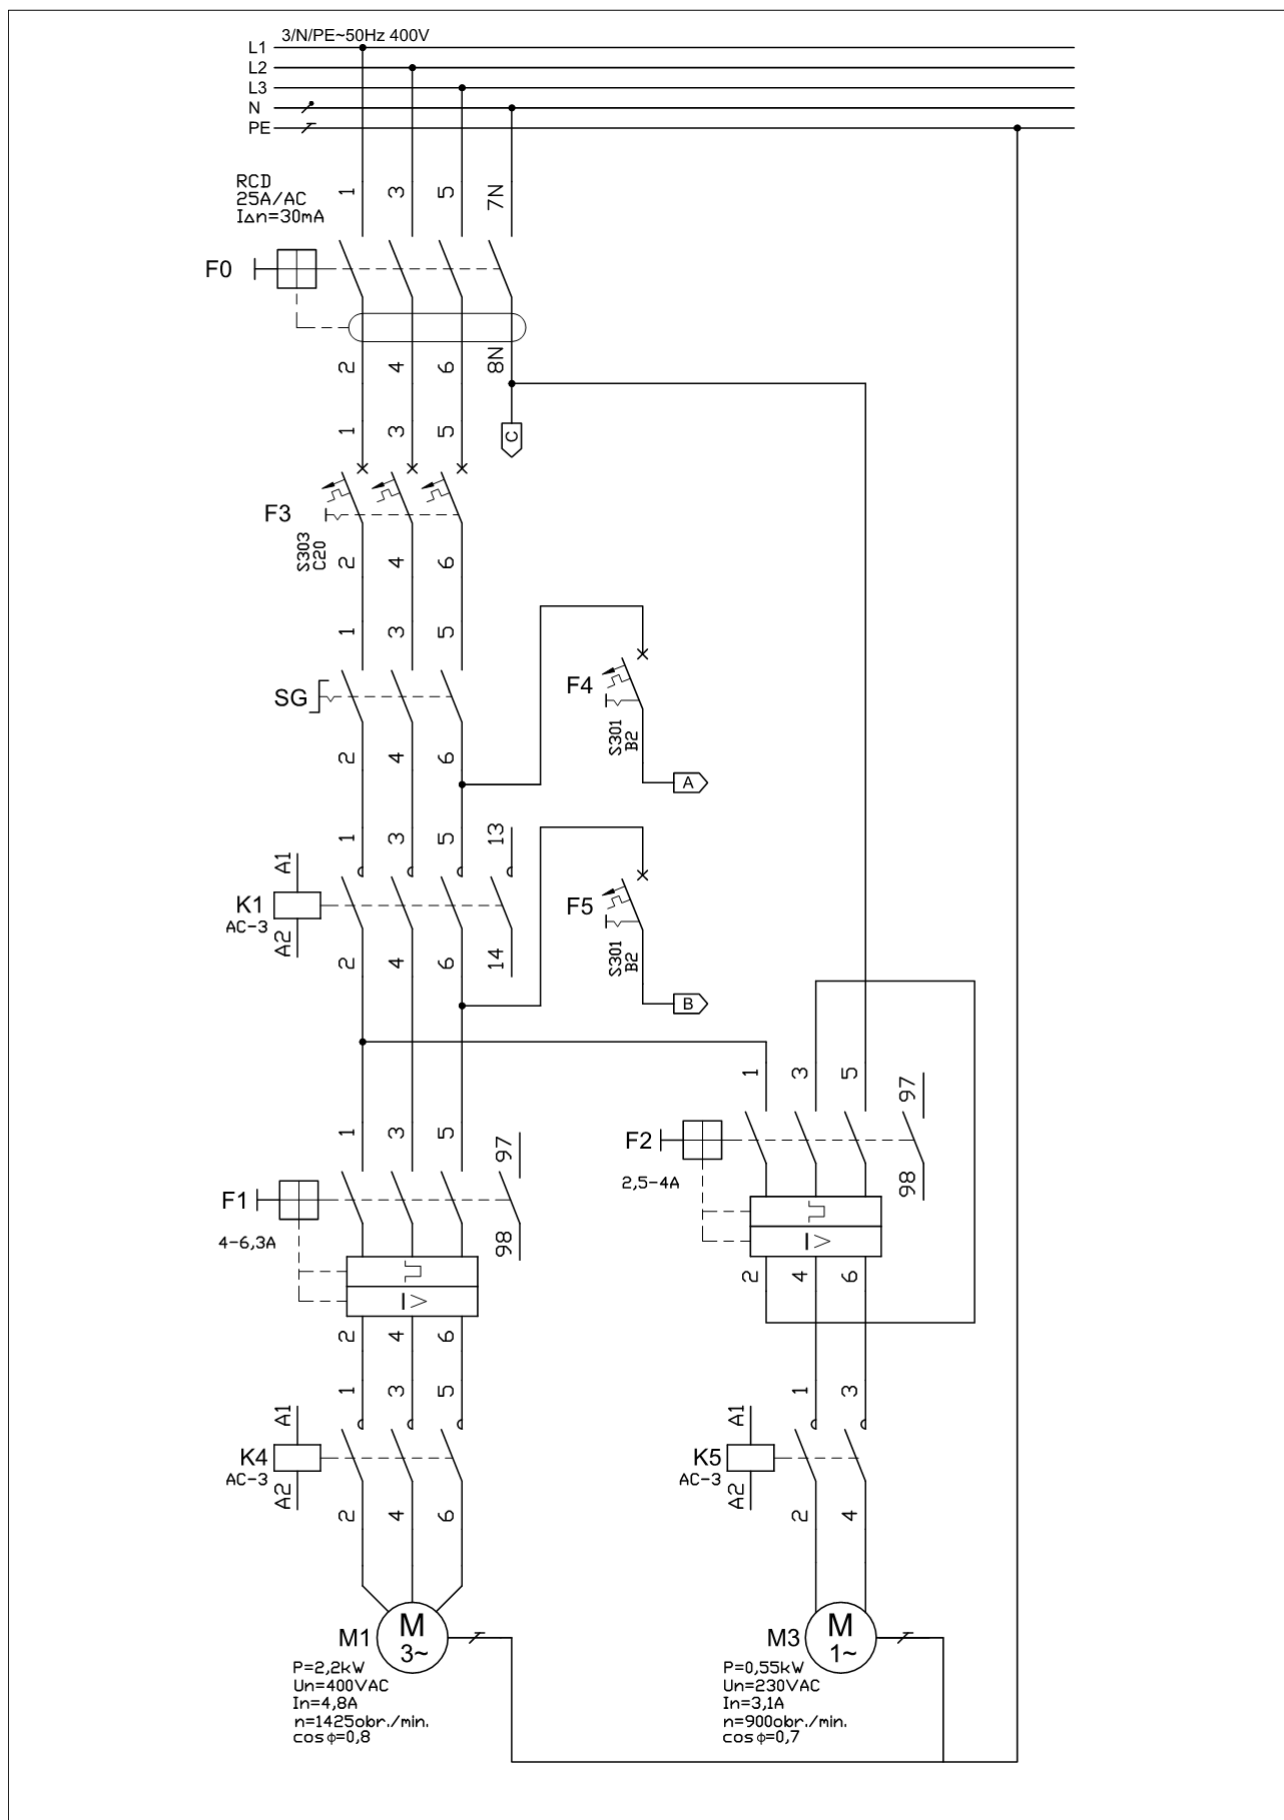 3/N/PE~50Hz 400V
L1
L2
L3
N
PE
RCD
25A/AC
I∆n=30mA
1 3 5 7N
F0
2 4 6 8N
C
1 3 5
F3
S303
C20
2 4 6
1 3 5
SG
F4
S301
B2
2 4 6
A
1 3 5 13
A1
K1
AC-3
A2
F5
S301
B2
2 4 6 14
B
1 3 5 97
F2
2,5-4A
98
1 3 5 97
F1
4-6,3A
98
I>
I>
2 4 6
2 4 6
1 3 5
A1
K4
AC-3
A2
2 4 6
1 3
A1
K5
AC-3
A2
2 4
M1
M
3~
P=2,2kW
Un=400VAC
In=4,8A
n=1425obr./min.
cosφ=0,8
M3
M
1~
P=0,55kW
Un=230VAC
In=3,1A
n=900obr./min.
cosφ=0,7